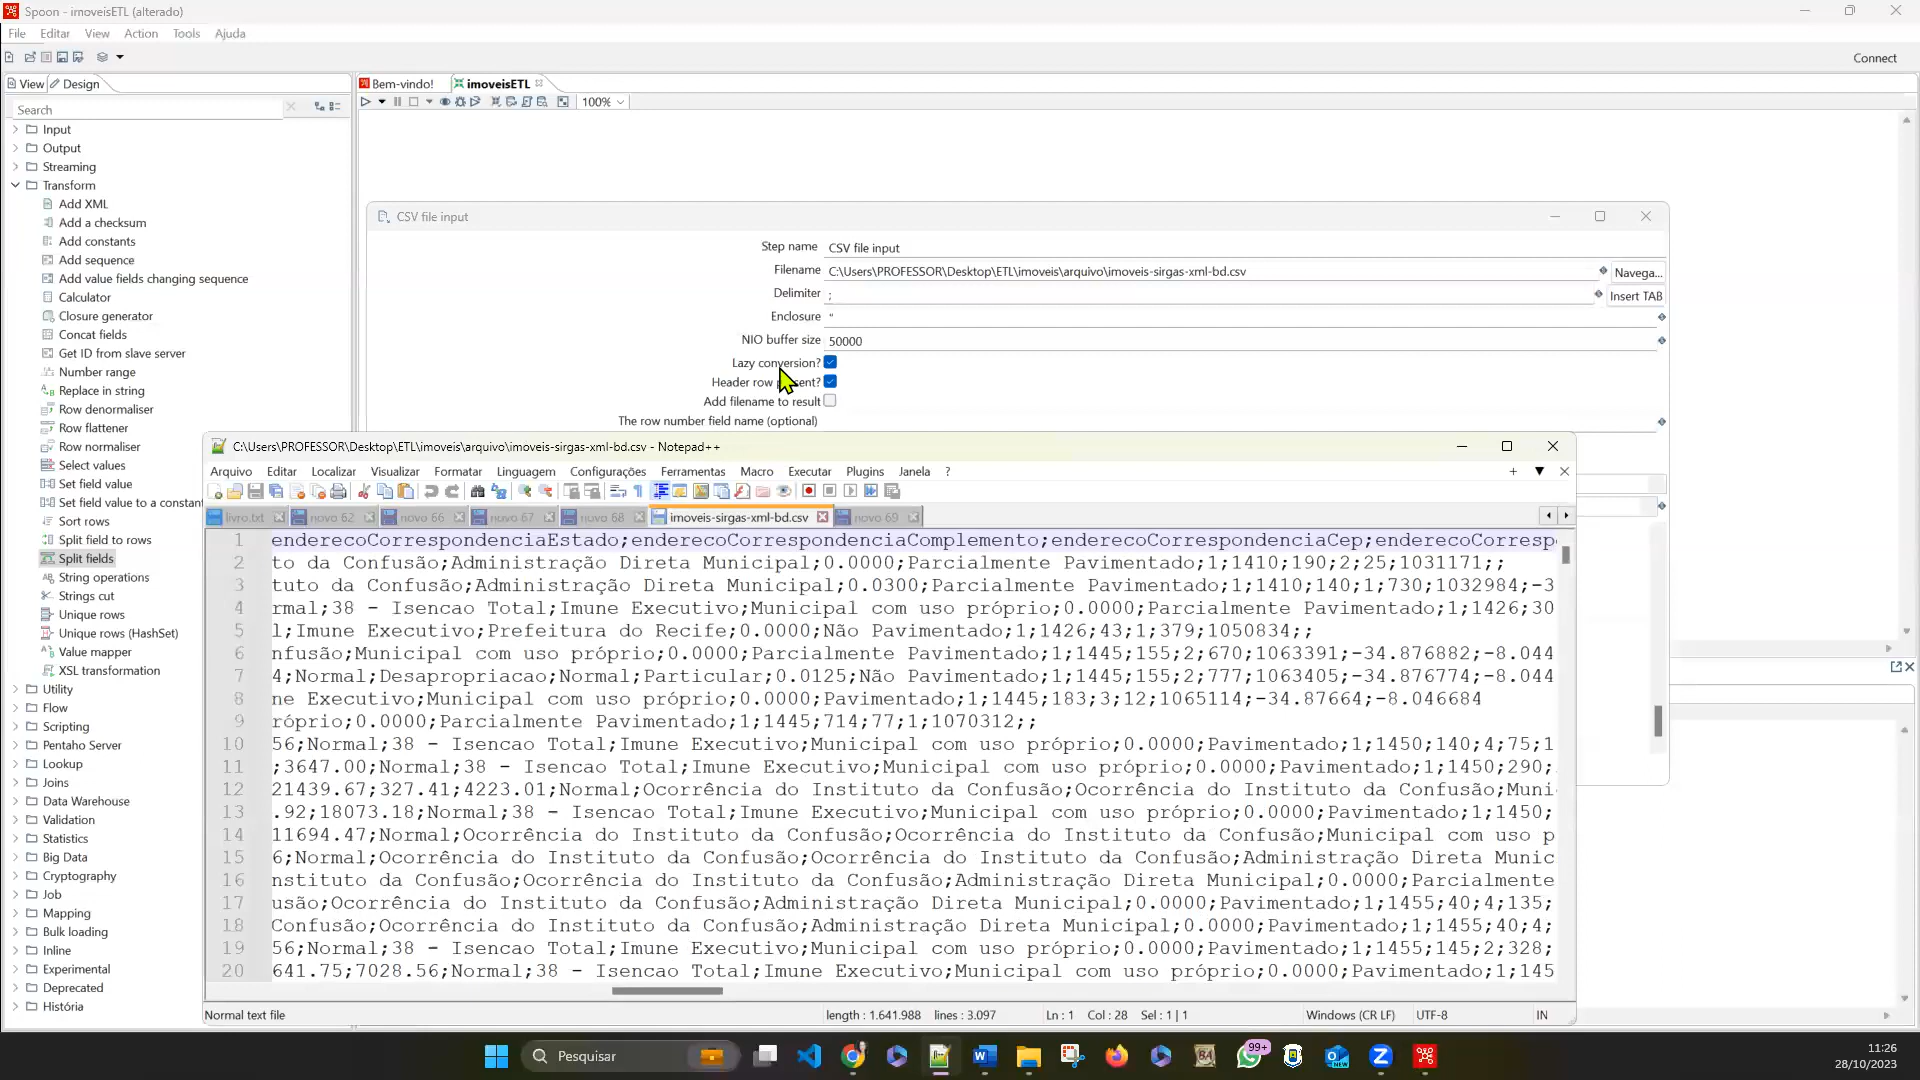 Spoon - imoveisETL (alterado)
File Editar View Action Tools Ajuda
Connect
View Design
Bem-vindo! imoveisETL
100%
Search
Input
Output
Streaming
Transform
Add XML
Add a checksum
Add constants
Add sequence
Add value fields changing sequence
Calculator
Closure generator
Concat fields
Get ID from slave server
Number range
Replace in string
Row denormaliser
Row flattener
Row normaliser
Select values
Set field value
Set field value to a constant
Sort rows
Split field to rows
Split fields
String operations
Strings cut
Unique rows
Unique rows (HashSet)
Value mapper
XSL transformation
Utility
Flow
Scripting
Pentaho Server
Lookup
Joins
Data Warehouse
Validation
Statistics
Big Data
Cryptography
Job
Mapping
Bulk loading
Inline
Experimental
Deprecated
História
CSV file input
Step name CSV file input
Filename C:\Users\PROFESSOR\Desktop\ETL\imoveis\arquivo\imoveis-sirgas-xml-bd.csv Navega...
Delimiter ; Insert TAB
Enclosure "
NIO buffer size 50000
Lazy conversion?
Header row present?
Add filename to result
The row number field name (optional)
C:\Users\PROFESSOR\Desktop\ETL\imoveis\arquivo\imoveis-sirgas-xml-bd.csv - Notepad++
Arquivo Editar Localizar Visualizar Formatar Linguagem Configurações Ferramentas Macro Executar Plugins Janela ?
livro.txt novo 62 novo 66 novo 67 novo 68 imoveis-sirgas-xml-bd.csv novo 69
1 enderecoCorrespondenciaEstado;enderecoCorrespondenciaComplemento;enderecoCorrespondenciaCep;enderecoCorresp
2 to da Confusão;Administração Direta Municipal;0.0000;Parcialmente Pavimentado;1;1410;190;2;25;1031171;;
3 tuto da Confusão;Administração Direta Municipal;0.0300;Parcialmente Pavimentado;1;1410;140;1;730;1032984;-3
4 rmal;38 - Isencao Total;Imune Executivo;Municipal com uso próprio;0.0000;Parcialmente Pavimentado;1;1426;30
5 l;Imune Executivo;Prefeitura do Recife;0.0000;Não Pavimentado;1;1426;43;1;379;1050834;;
6 nfusão;Municipal com uso próprio;0.0000;Parcialmente Pavimentado;1;1445;155;2;670;1063391;-34.876882;-8.044
7 4;Normal;Desapropriacao;Normal;Particular;0.0125;Não Pavimentado;1;1445;155;2;777;1063405;-34.876774;-8.044
8 ne Executivo;Municipal com uso próprio;0.0000;Pavimentado;1;1445;183;3;12;1065114;-34.87664;-8.046684
9 róprio;0.0000;Parcialmente Pavimentado;1;1445;714;77;1;1070312;;
10 56;Normal;38 - Isencao Total;Imune Executivo;Municipal com uso próprio;0.0000;Pavimentado;1;1450;140;4;75;1
11 ;3647.00;Normal;38 - Isencao Total;Imune Executivo;Municipal com uso próprio;0.0000;Pavimentado;1;1450;290;
12 21439.67;327.41;4223.01;Normal;Ocorrência do Instituto da Confusão;Ocorrência do Instituto da Confusão;Muni
13 .92;18073.18;Normal;38 - Isencao Total;Imune Executivo;Municipal com uso próprio;0.0000;Pavimentado;1;1450;
14 11694.47;Normal;Ocorrência do Instituto da Confusão;Ocorrência do Instituto da Confusão;Municipal com uso p
15 6;Normal;Ocorrência do Instituto da Confusão;Ocorrência do Instituto da Confusão;Administração Direta Munic
16 nstituto da Confusão;Ocorrência do Instituto da Confusão;Administração Direta Municipal;0.0000;Parcialmente
17 usão;Ocorrência do Instituto da Confusão;Administração Direta Municipal;0.0000;Pavimentado;1;1455;40;4;135;
18 Confusão;Ocorrência do Instituto da Confusão;Administração Direta Municipal;0.0000;Pavimentado;1;1455;40;4;
19 56;Normal;38 - Isencao Total;Imune Executivo;Municipal com uso próprio;0.0000;Pavimentado;1;1455;145;2;328;
20 641.75;7028.56;Normal;38 - Isencao Total;Imune Executivo;Municipal com uso próprio;0.0000;Pavimentado;1;145
Normal text file length : 1.641.988 lines : 3.097 Ln : 1 Col : 28 Sel : 1 | 1 Windows (CR LF) UTF-8 IN
Pesquisar
99+
11:26
28/10/2023